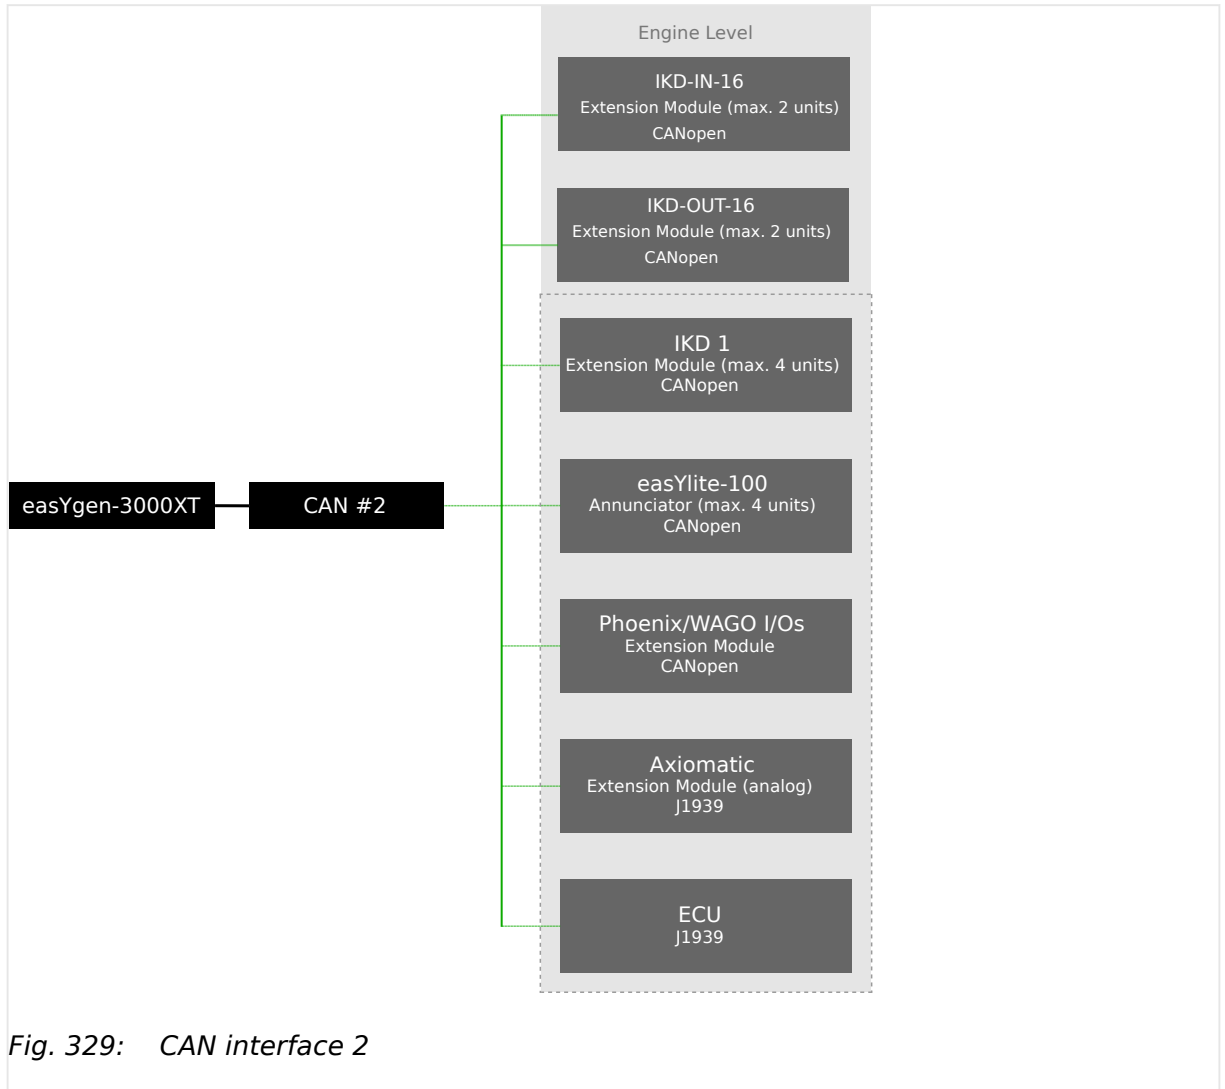 Engine Level
IKD-IN-16
Extension Module (max. 2 units)
CANopen
IKD-OUT-16
Extension Module (max. 2 units)
CANopen
IKD 1
Extension Module (max. 4 units)
CANopen
easYgen-3000XT
CAN #2
easYlite-100
Annunciator (max. 4 units)
CANopen
Phoenix/WAGO I/Os
Extension Module
CANopen
Axiomatic
Extension Module (analog)
J1939
ECU
J1939
Fig. 329: CAN interface 2